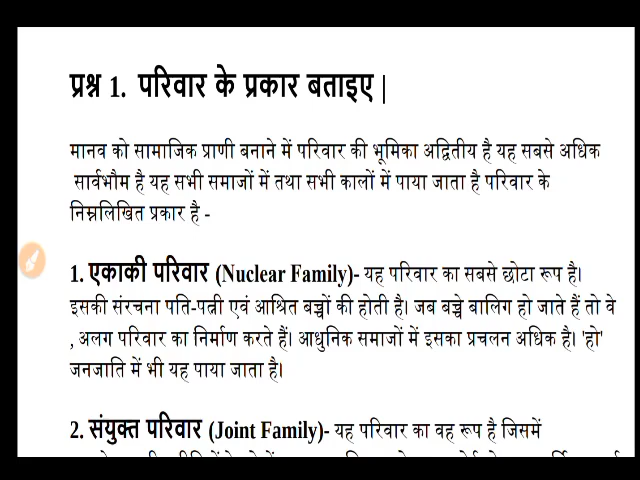 प्रश्न 1. परिवार के प्रकार बताइए |
मानव को सामाजिक प्राणी बनाने में परिवार की भूमिका अद्वितीय है यह सबसे अधिक
सार्वभौम है यह सभी समाजों में तथा सभी कालों में पाया जाता है परिवार के
निम्नलिखित प्रकार है -
1. एकाकी परिवार (Nuclear Family)- यह परिवार का सबसे छोटा रूप है।
इसकी संरचना पति-पत्नी एवं आश्रित बच्चों की होती है। जब बच्चे बालिग हो जाते हैं तो वे
, अलग परिवार का निर्माण करते हैं। आधुनिक समाजों में इसका प्रचलन अधिक है। 'हो'
जनजाति में भी यह पाया जाता है।
2. संयुक्त परिवार (Joint Family)- यह परिवार का वह रूप है जिसमें